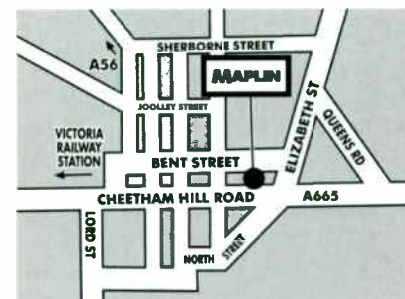 SHERBORNE STREET
A56
MAPLIN
JOOLLEY STREET
ELIZABETH ST
QUEENS RD
VICTORIA
RAILWAY
STATION
BENT STREET
CHEETHAM HILL ROAD
A665
LORD ST
NORTH STREET